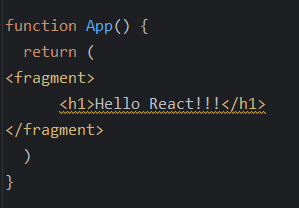 function App() {
  return (
<fragment>
      <h1>Hello React!!!</h1>
</fragment>
  )
}